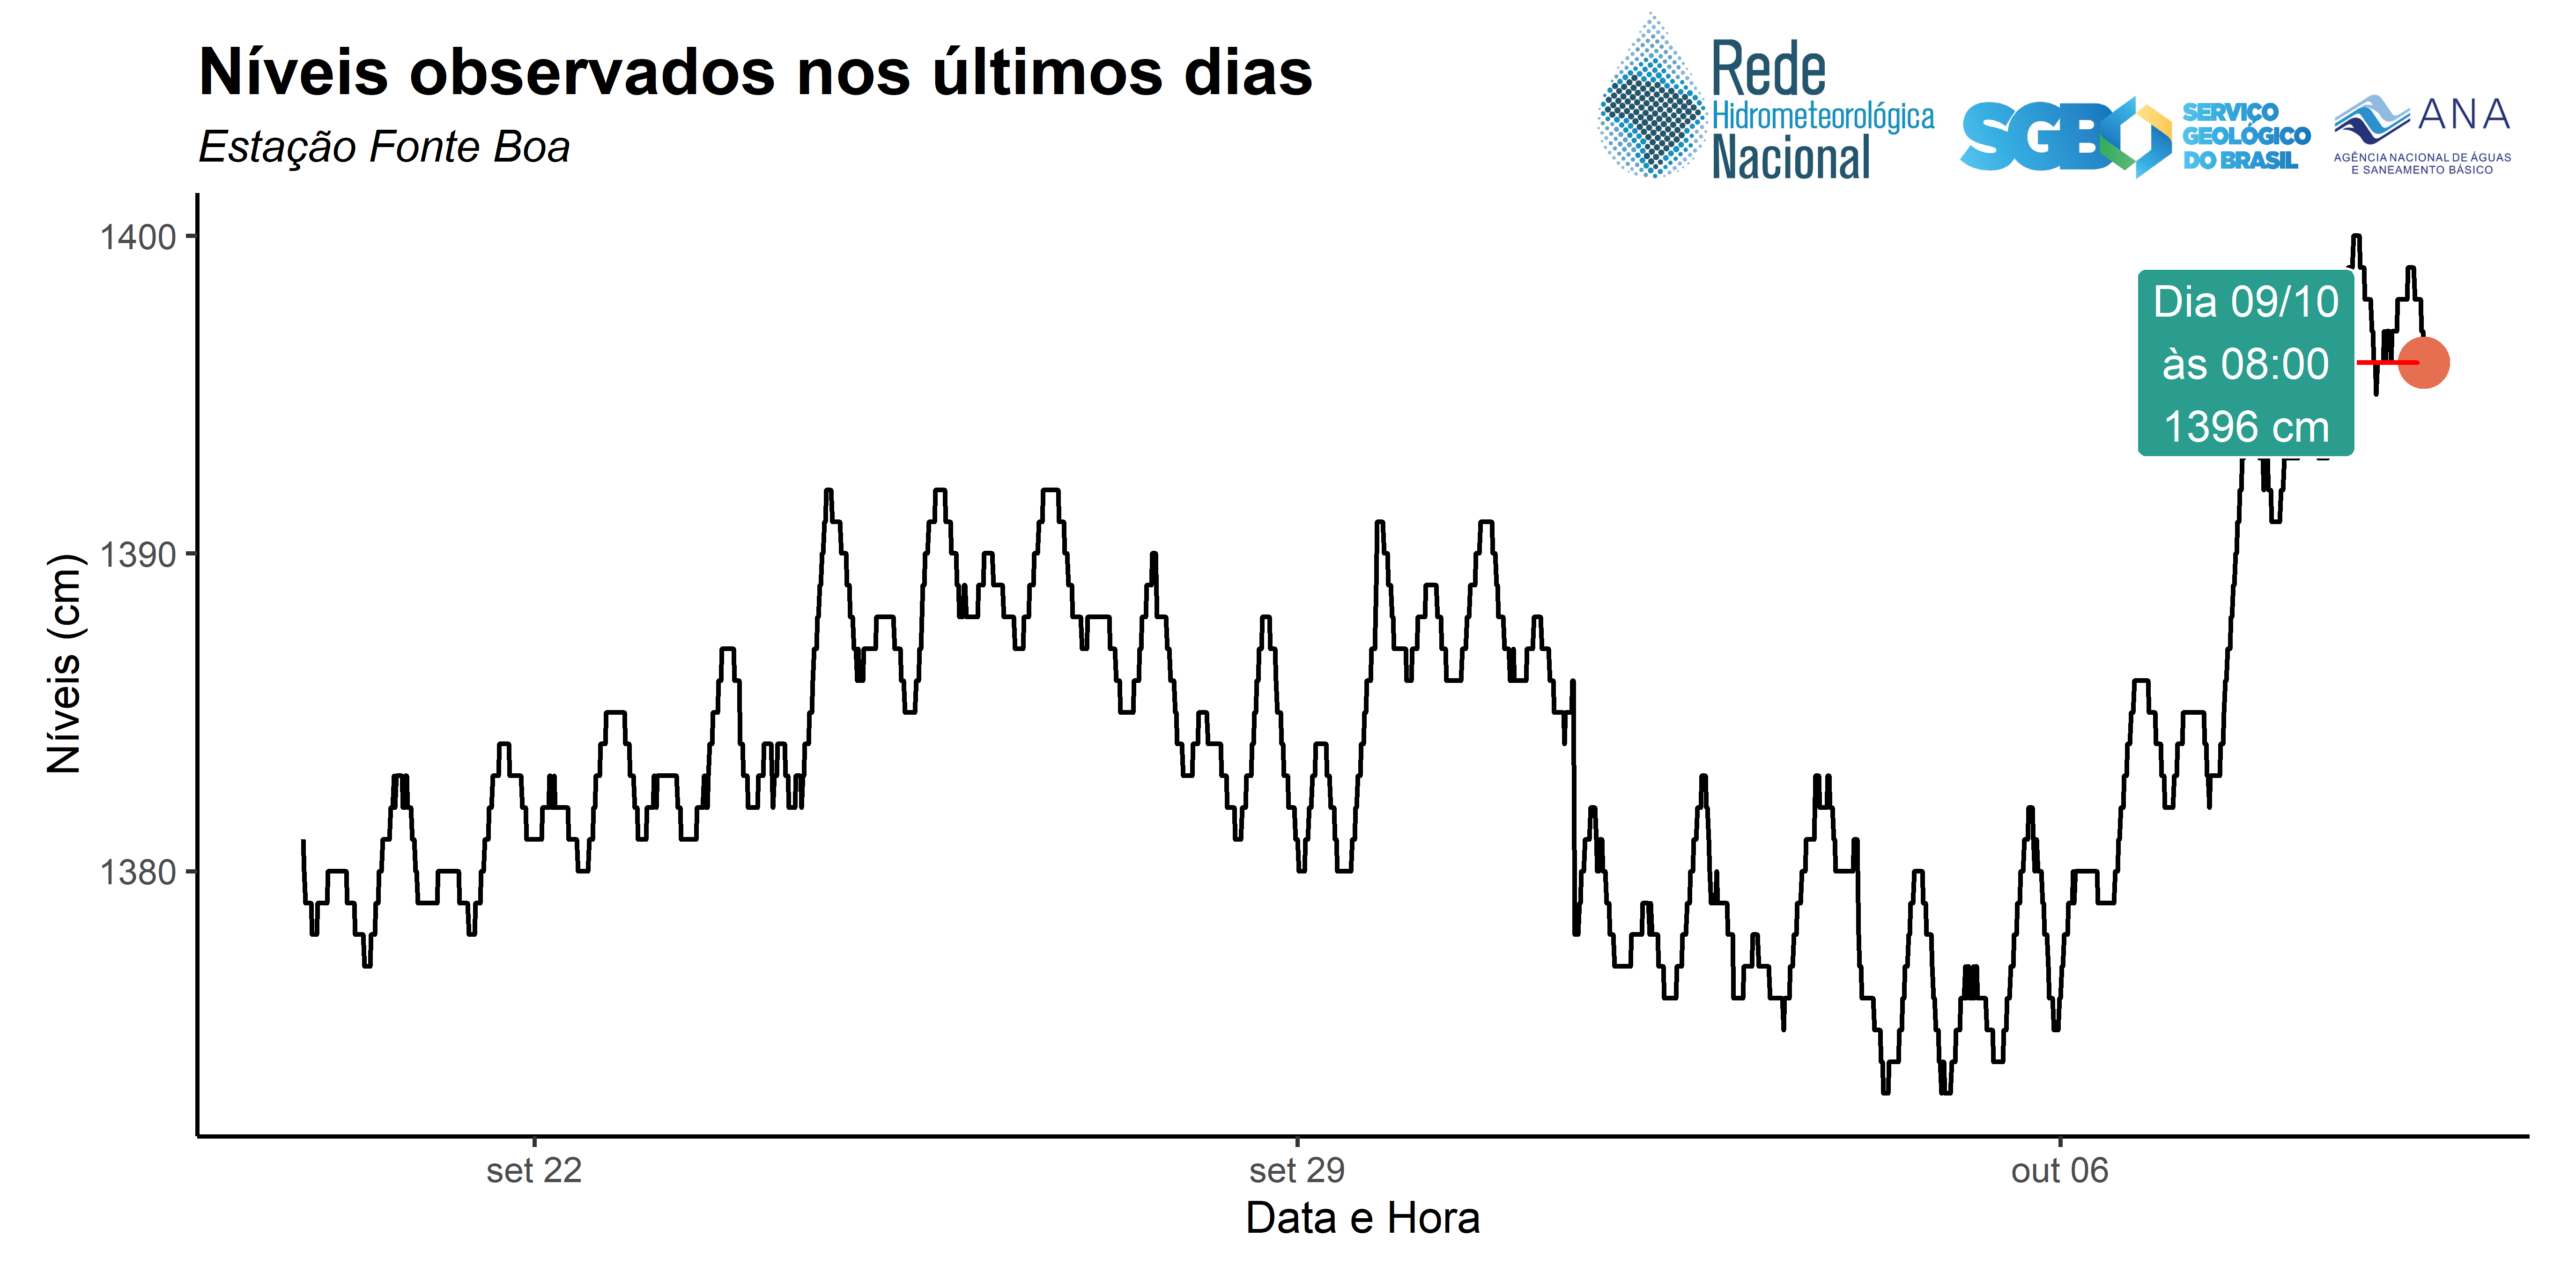 Níveis observados nos últimos dias
Estação Fonte Boa
Rede
Hidrometeorológica
Nacional
SGB
SERVIÇO
GEOLÓGICO
DO BRASIL
ANA
AGÊNCIA NACIONAL DE ÁGUAS
E SANEAMENTO BÁSICO
1400
1390
1380
Níveis (cm)
Dia 09/10
às 08:00
1396 cm
set 22
set 29
out 06
Data e Hora